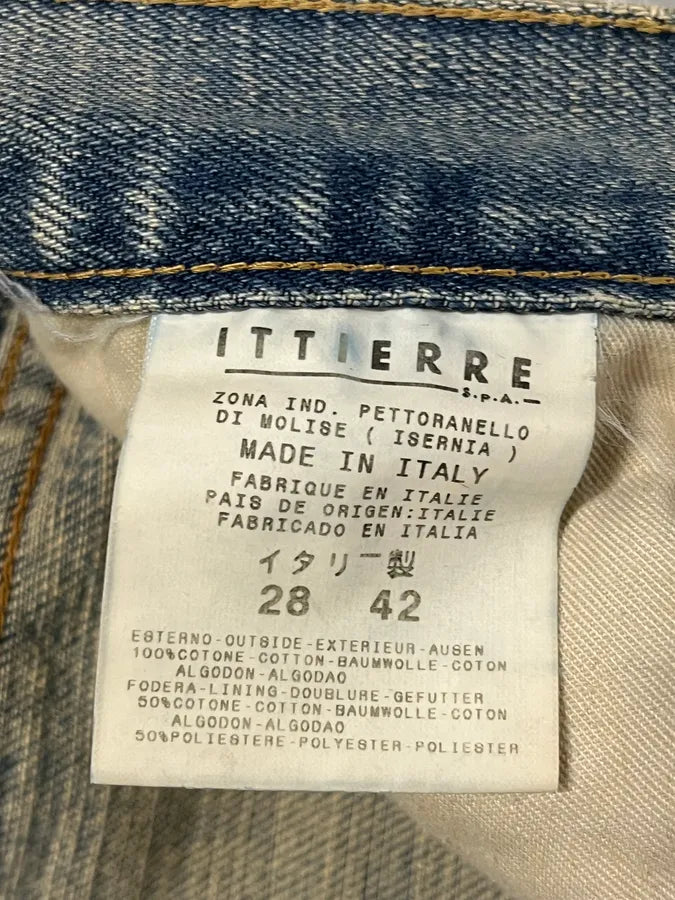 ITTIERRE
S.p.A.
ZONA IND. PETTORANELLO
DI MOLISE ( ISERNIA )
MADE IN ITALY
FABRIQUE EN ITALIE
PAIS DE ORIGEN:ITALIE
FABRICADO EN ITALIA
イタリー製
28 42
ESTERNO-OUTSIDE-EXTERIEUR-AUSEN
100%COTONE-COTTON-BAUMWOLLE-COTON
ALGODON-ALGODAO
FODERA-LINING-DOUBLURE-GEFUTTER
50%COTONE-COTTON-BAUMWOLLE-COTON
ALGODON-ALGODAO
50%POLIESTERE-POLYESTER-POLIESTER